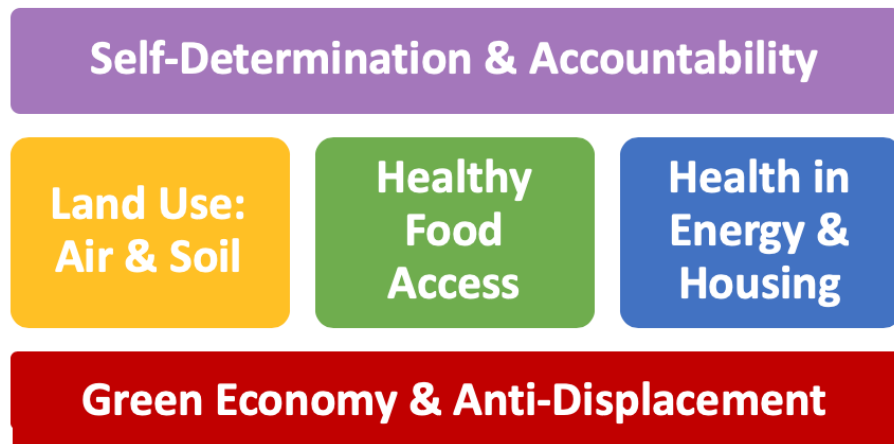 Self-Determination & Accountability
Land Use:
Air & Soil
Healthy
Food
Access
Health in
Energy &
Housing
Green Economy & Anti-Displacement